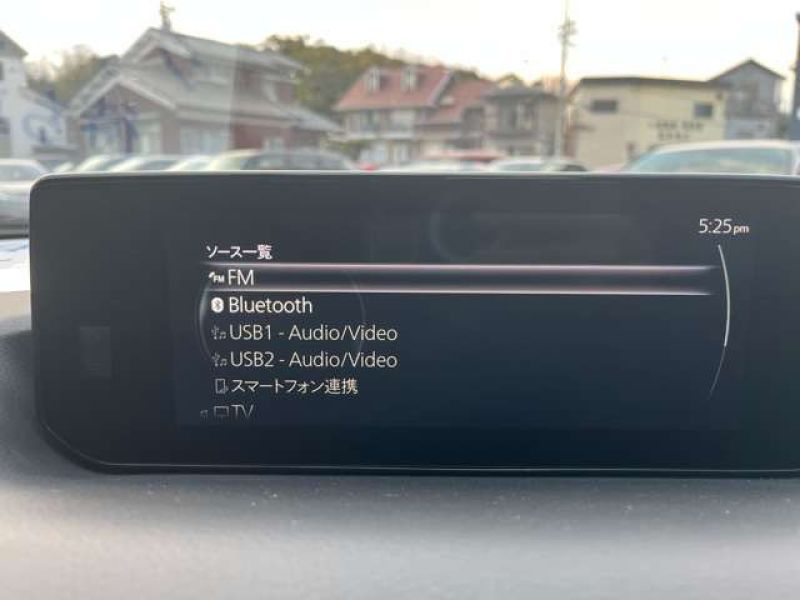 5:25pm
ソース一覧
FM FM
Bluetooth
USB1 - Audio/Video
USB2 - Audio/Video
スマートフォン連携
TV